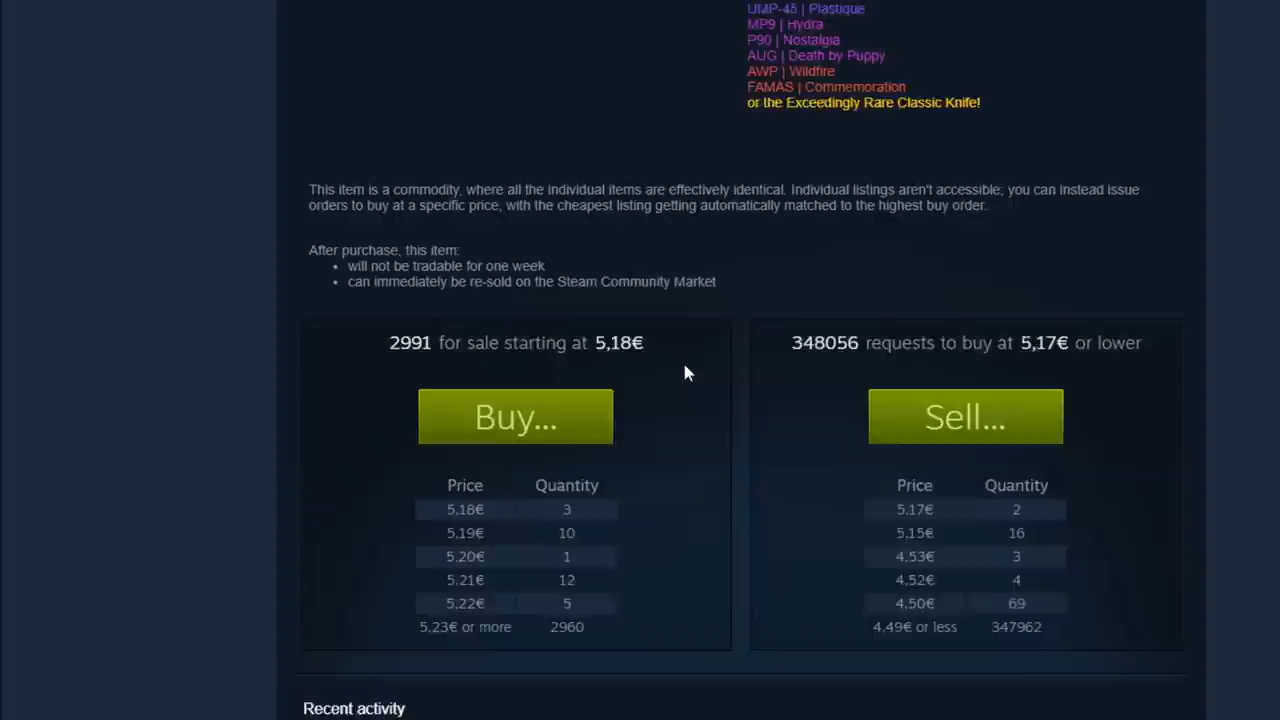 UMP-45 | Plastique
MP9 | Hydra
P90 | Nostalgia
AUG | Death by Puppy
AWP | Wildfire
FAMAS | Commemoration
or the Exceedingly Rare Classic Knife!
This item is a commodity, where all the individual items are effectively identical. Individual listings aren't accessible; you can instead issue
orders to buy at a specific price, with the cheapest listing getting automatically matched to the highest buy order.
After purchase, this item:
• will not be tradable for one week
• can immediately be re-sold on the Steam Community Market
2991 for sale starting at 5,18€
Buy...
Price Quantity
5,18€ 3
5,19€ 10
5,20€ 1
5,21€ 12
5,22€ 5
5,23€ or more 2960
348056 requests to buy at 5,17€ or lower
Sell...
Price Quantity
5,17€ 2
5,15€ 16
4,53€ 3
4,52€ 4
4,50€ 69
4,49€ or less 347962
Recent activity